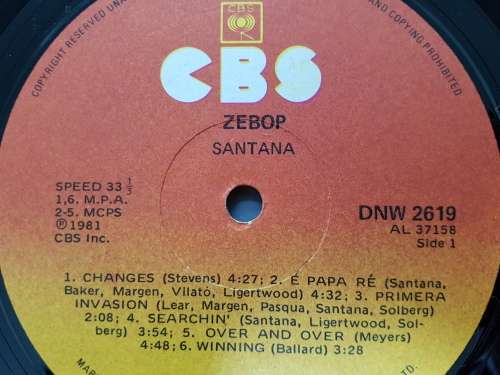 COPYRIGHT RESERVED
COPYING PROHIBITED
CBS
ZEBOP
SANTANA
SPEED 33 1/3
1,6. M.P.A.
2-5. MCPS
Ⓟ 1981
CBS Inc.
DNW 2619
AL 37158
Side 1
1. CHANGES (Stevens) 4:27; 2. É PAPA RÉ (Santana,
Baker, Margen, Vilató, Ligertwood) 4:32; 3. PRIMERA
INVASION (Lear, Margen, Pasqua, Santana, Solberg)
2:08; 4. SEARCHIN' (Santana, Ligertwood, Sol-
berg) 3:54; 5. OVER AND OVER (Meyers)
4:48; 6. WINNING (Ballard) 3:28